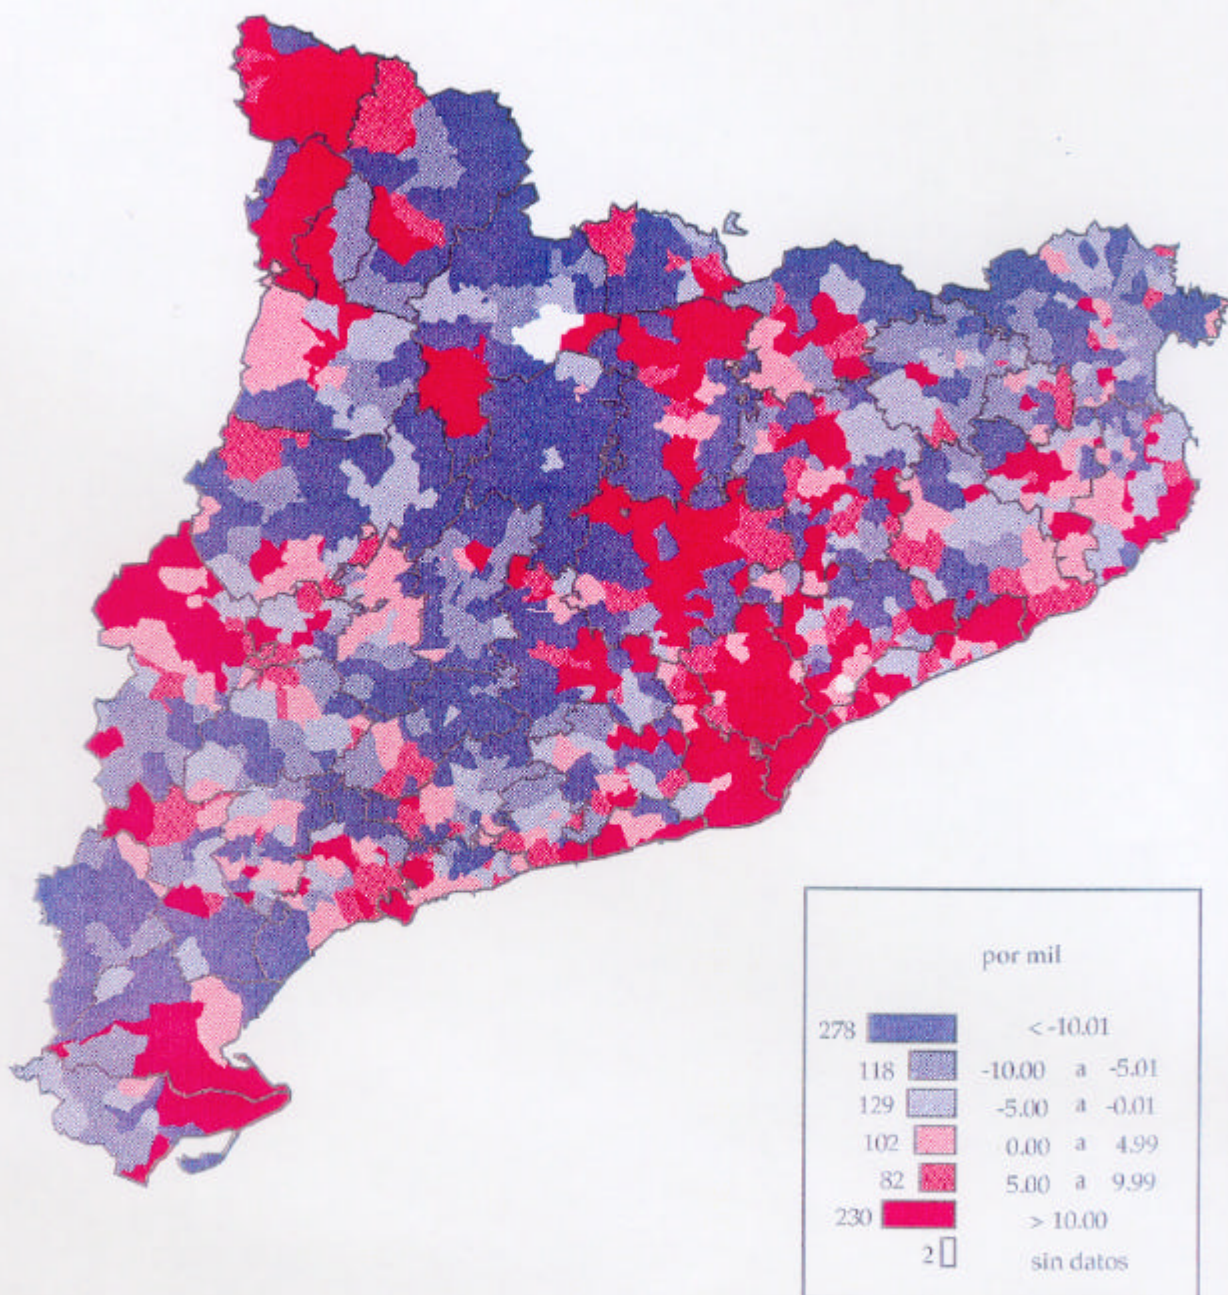 por mil
278 < -10.01
118 -10.00 a -5.01
129 -5.00 a -0.01
102 0.00 a 4.99
82 5.00 a 9.99
230 > 10.00
2 sin datos